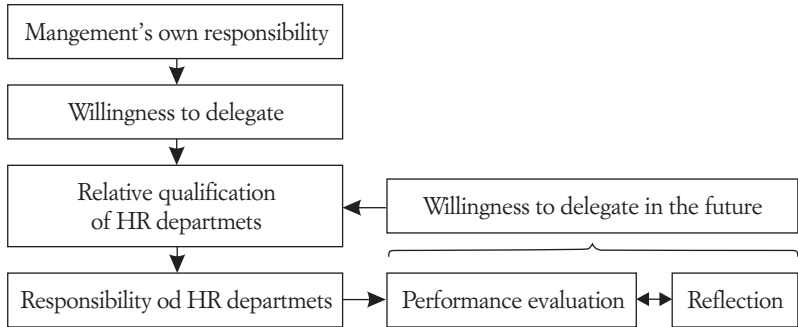 Mangement's own responsibility
Willingness to delegate
Relative qualification
of HR departmets
Willingness to delegate in the future
Responsibility od HR departmets
Performance evaluation
Reflection